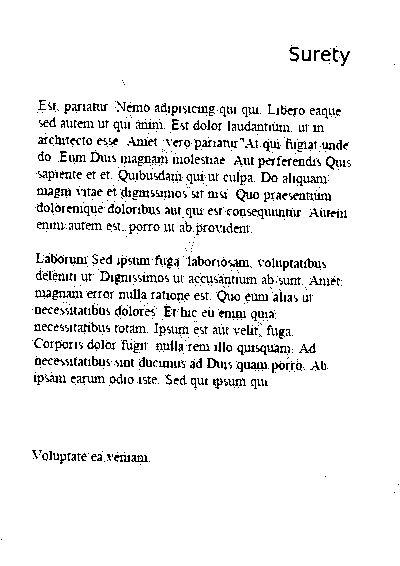 Surety
Est, pariatur. Nemo adipisicing qui qui. Libero eaque
sed autem ut qui anim. Est dolor laudantium, ut in
architecto esse. Amet, vero pariatur. At qui fugiat unde
do. Eum Duis magnam molestiae. Aut perferendis Quis
sapiente et et. Quibusdam qui ut culpa. Do aliquam
magni vitae et dignissimos sit nisi. Quo praesentium
doloremque doloribus aut qui est consequuntur. Autem
enim autem est, porro ut ab provident.
Laborum Sed ipsum fuga laboriosam, voluptatibus
deleniti ut. Dignissimos ut accusantium ab sunt. Amet
magnam error nulla ratione est. Quo eum alias ut
necessitatibus dolores. Et hic eu enim quia
necessitatibus totam. Ipsum est aut velit, fuga.
Corporis dolor fugit, nulla rem illo quisquam. Ad
necessitatibus sint ducimus ad Duis quam porro. Ab
ipsam earum odio iste. Sed qui ipsum qui
Voluptate ea veniam.